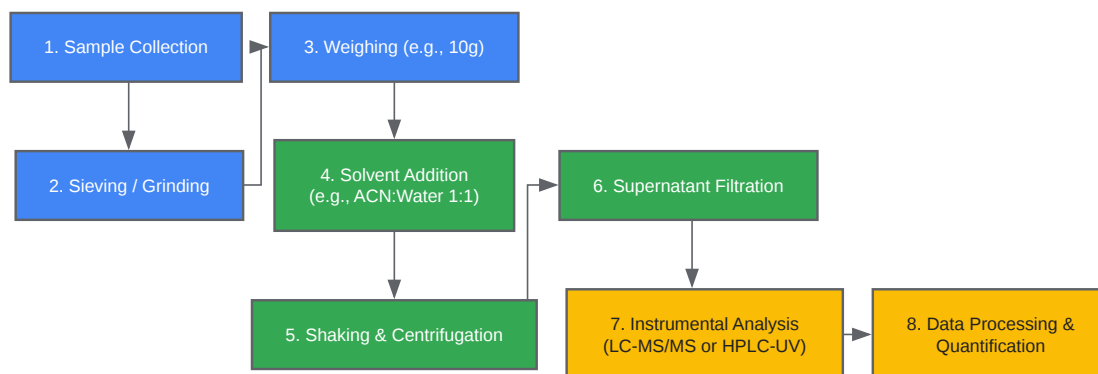 1. Sample Collection
2. Sieving / Grinding
3. Weighing (e.g., 10g)
4. Solvent Addition
(e.g., ACN:Water 1:1)
5. Shaking & Centrifugation
6. Supernatant Filtration
7. Instrumental Analysis
(LC-MS/MS or HPLC-UV)
8. Data Processing &
Quantification